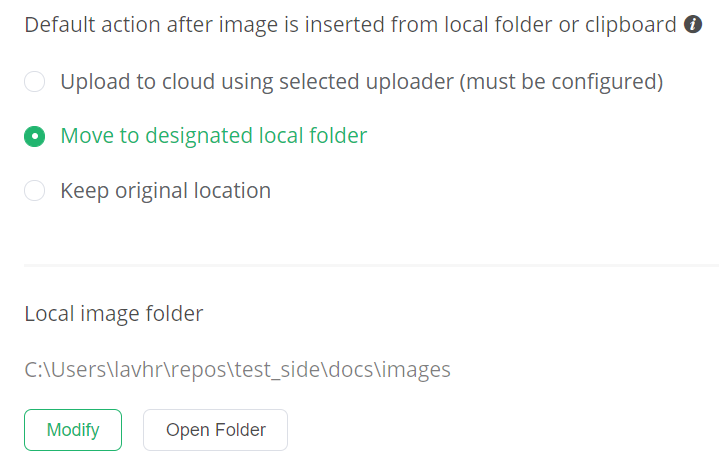 Default action after image is inserted from local folder or clipboard
Upload to cloud using selected uploader (must be configured)
Move to designated local folder
Keep original location
Local image folder
C:\Users\lavhr\repos\test_side\docs\images
Modify
Open Folder